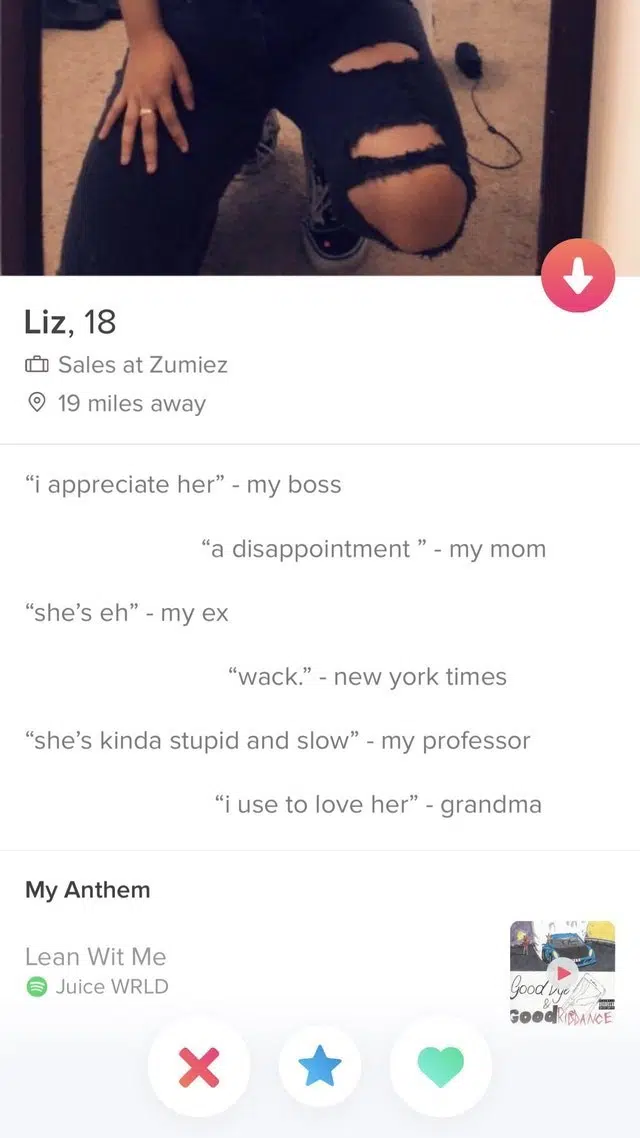 Liz, 18
Sales at Zumiez
19 miles away
“i appreciate her” - my boss
“a disappointment ” - my mom
“she’s eh” - my ex
“wack.” - new york times
“she’s kinda stupid and slow” - my professor
“i use to love her” - grandma
My Anthem
Lean Wit Me
Juice WRLD
Goodbye
&
Good RIDDANCE